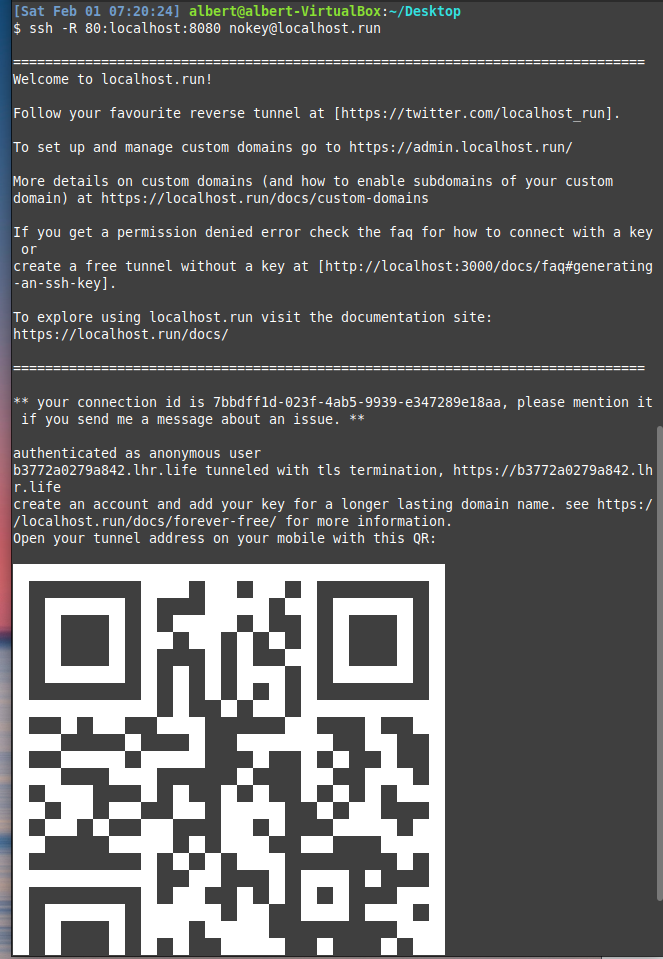 [Sat Feb 01 07:20:24] albert@albert-VirtualBox:~/Desktop
$ ssh -R 80:localhost:8080 nokey@localhost.run
===============================================================================
Welcome to localhost.run!
Follow your favourite reverse tunnel at [https://twitter.com/localhost_run].
To set up and manage custom domains go to https://admin.localhost.run/
More details on custom domains (and how to enable subdomains of your custom
domain) at https://localhost.run/docs/custom-domains
If you get a permission denied error check the faq for how to connect with a key
or
create a free tunnel without a key at [http://localhost:3000/docs/faq#generating
-an-ssh-key].
To explore using localhost.run visit the documentation site:
https://localhost.run/docs/
===============================================================================
** your connection id is 7bbdff1d-023f-4ab5-9939-e347289e18aa, please mention it
if you send me a message about an issue. **
authenticated as anonymous user
b3772a0279a842.lhr.life tunneled with tls termination, https://b3772a0279a842.lh
r.life
create an account and add your key for a longer lasting domain name. see https:/
/localhost.run/docs/forever-free/ for more information.
Open your tunnel address on your mobile with this QR: